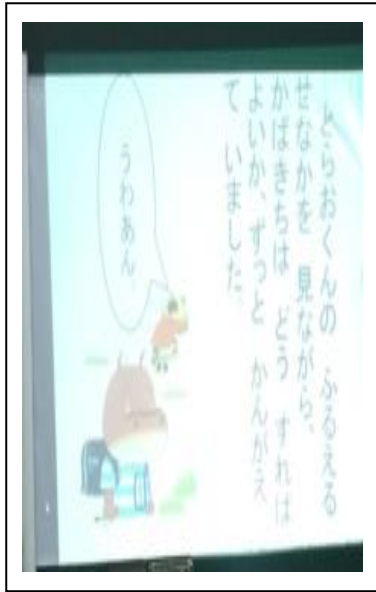 とらおくんの　ふるえる
せなかを　見ながら、
かばきちは　どう　すれば
よいか、ずっと　かんがえ
て　いました。
うわあん。